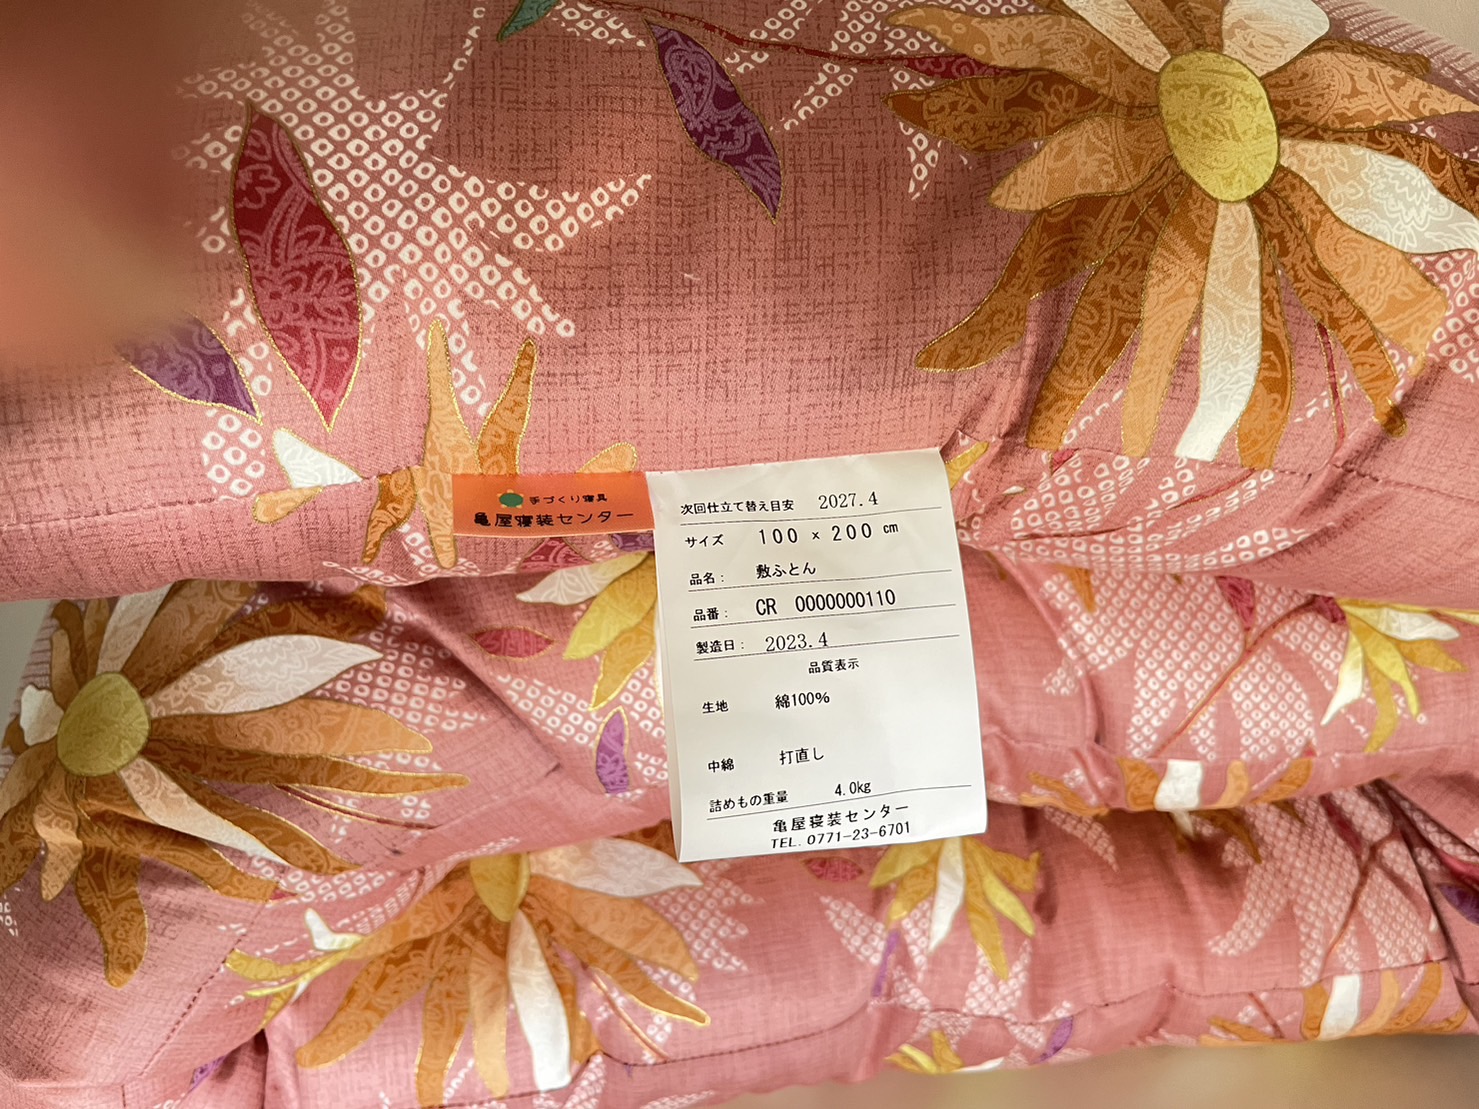 手づくり寝具
亀屋寝装センター
次回仕立て替え目安 2027.4
サイズ 100 × 200 cm
品名: 敷ふとん
品番: CR 0000000110
製造日: 2023.4
品質表示
生地 綿100%
中綿 打直し
詰めもの重量 4.0kg
亀屋寝装センター
TEL. 0771-23-6701